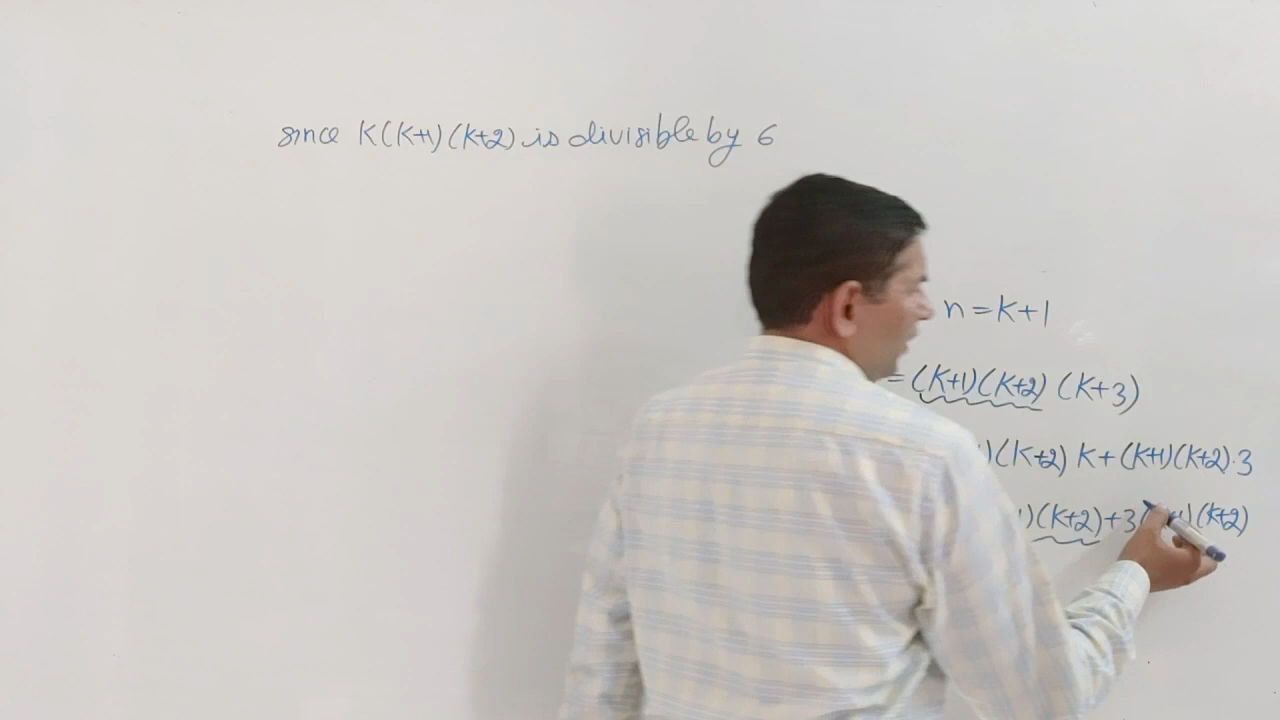 since K(K+1)(K+2) is divisible by 6
n = K+1
= (K+1)(K+2) (K+3)
)(K+2) K + (K+1)(K+2).3
1)(K+2) + 3( +1)(K+2)